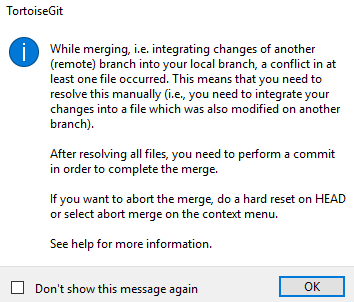 TortoiseGit
While merging, i.e. integrating changes of another
(remote) branch into your local branch, a conflict in at
least one file occurred. This means that you need to
resolve this manually (i.e., you need to integrate your
changes into a file which was also modified on another
branch).
After resolving all files, you need to perform a commit
in order to complete the merge.
If you want to abort the merge, do a hard reset on HEAD
or select abort merge on the context menu.
See help for more information.
Don't show this message again
OK